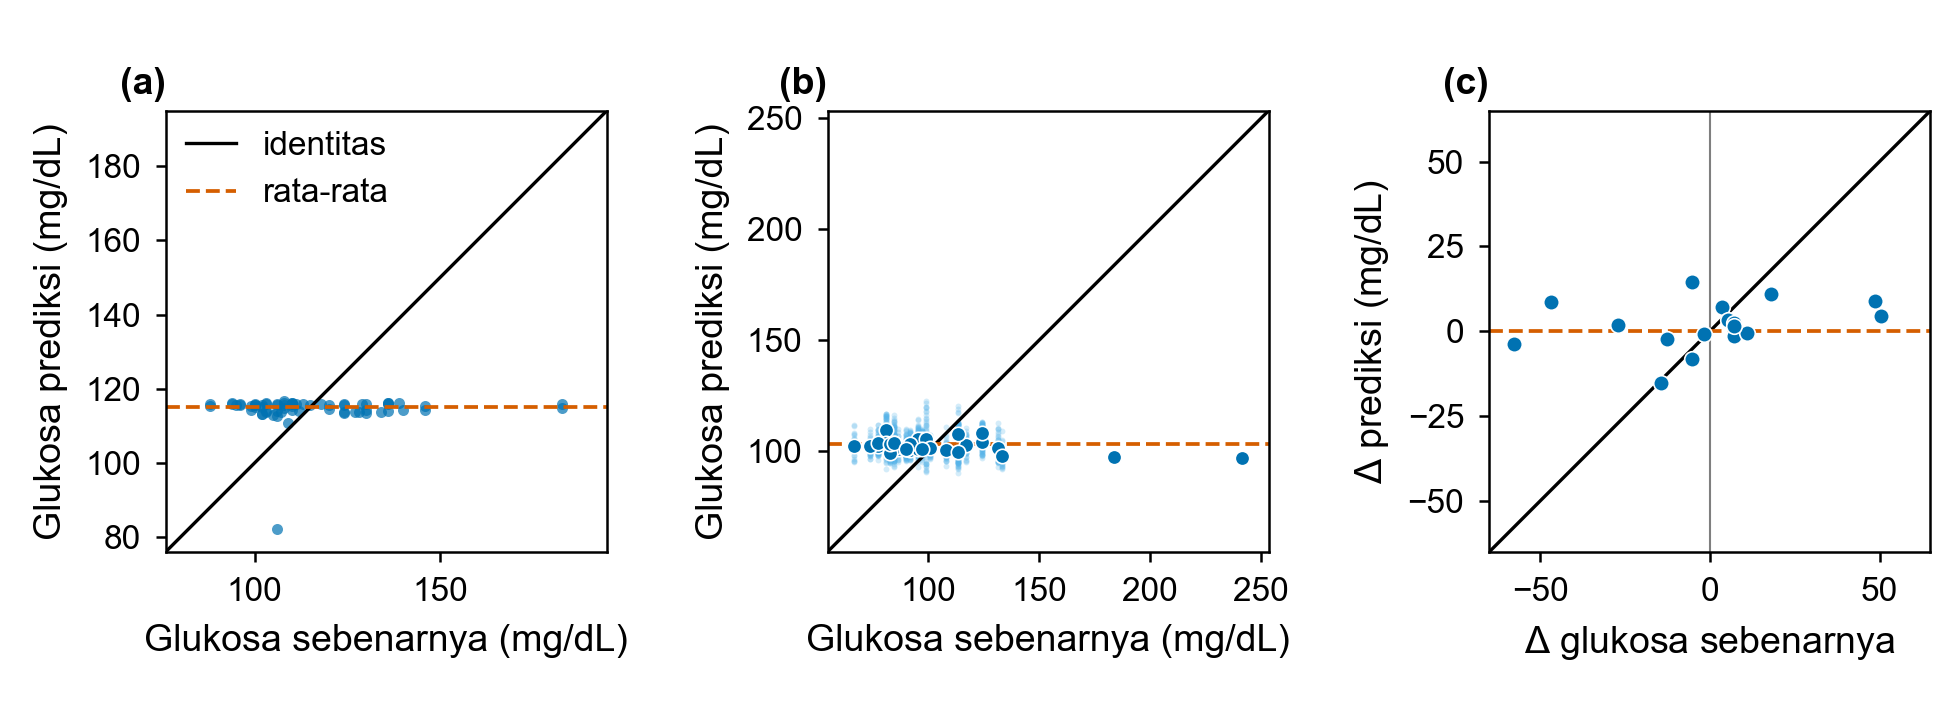 (a)
Glukosa prediksi (mg/dL)
180
160
140
120
100
80
identitas
rata-rata
100 150
Glukosa sebenarnya (mg/dL)
(b)
Glukosa prediksi (mg/dL)
250
200
150
100
100 150 200 250
Glukosa sebenarnya (mg/dL)
(c)
Δ prediksi (mg/dL)
50
25
0
−25
−50
−50 0 50
Δ glukosa sebenarnya